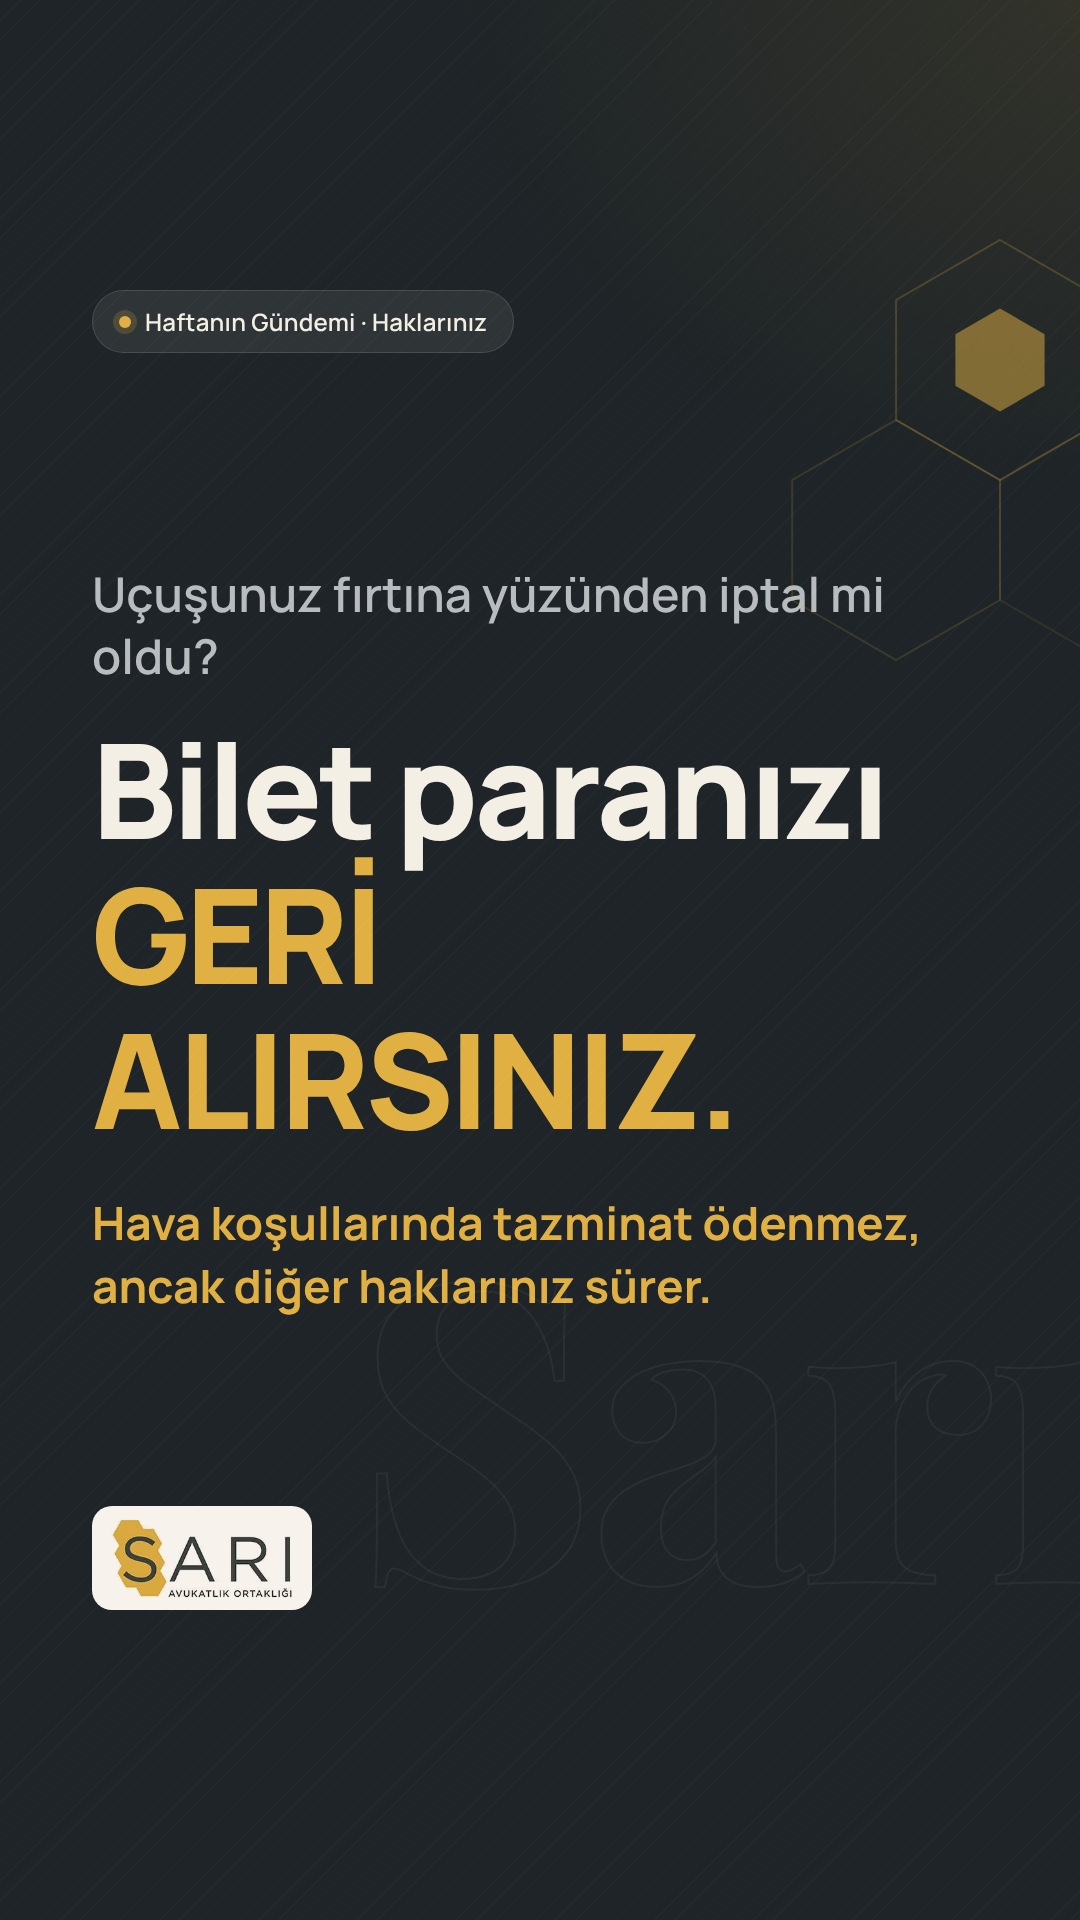 Haftanın Gündemi · Haklarınız
Uçuşunuz fırtına yüzünden iptal mi
oldu?
Bilet paranızı
GERİ
ALIRSINIZ.
Hava koşullarında tazminat ödenmez,
ancak diğer haklarınız sürer.
Sarı
SARI
AVUKATLIK ORTAKLIĞI